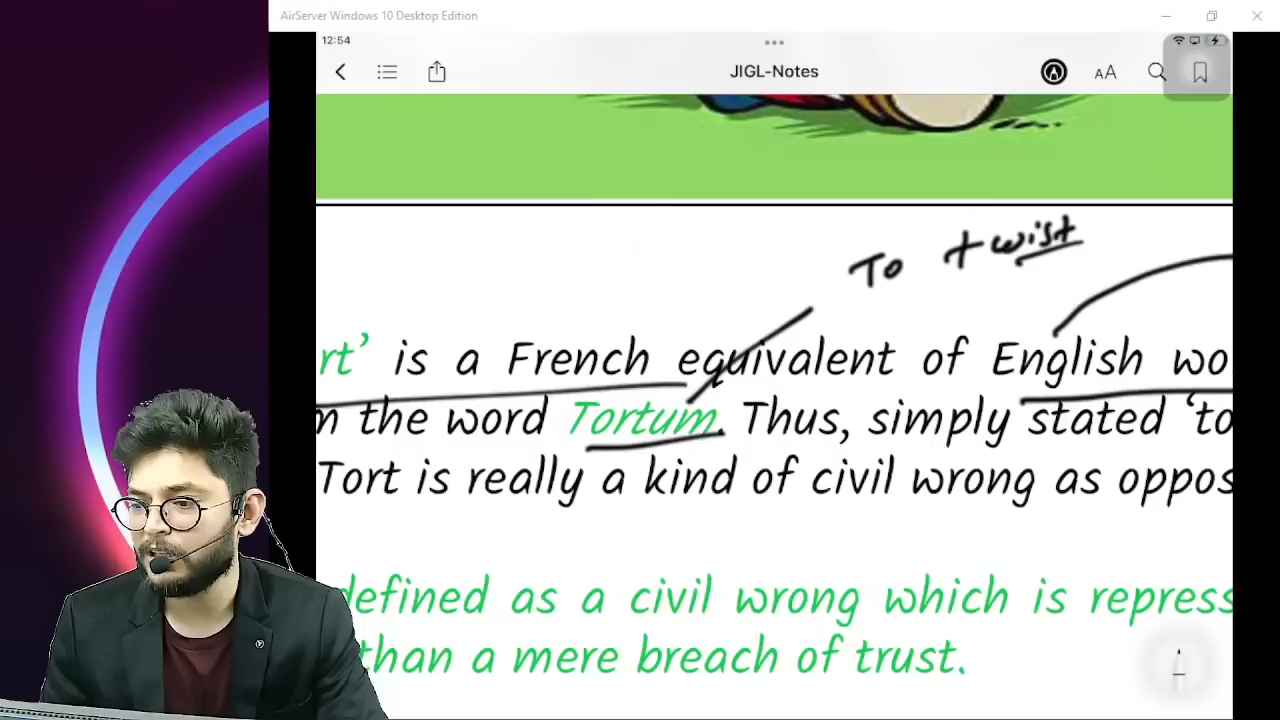 AirServer Windows 10 Desktop Edition
12:54
JIGL-Notes
AA
To twist
rt’ is a French equivalent of English wo
m the word Tortum. Thus, simply stated ‘to
Tort is really a kind of civil wrong as oppos
defined as a civil wrong which is repress
than a mere breach of trust.